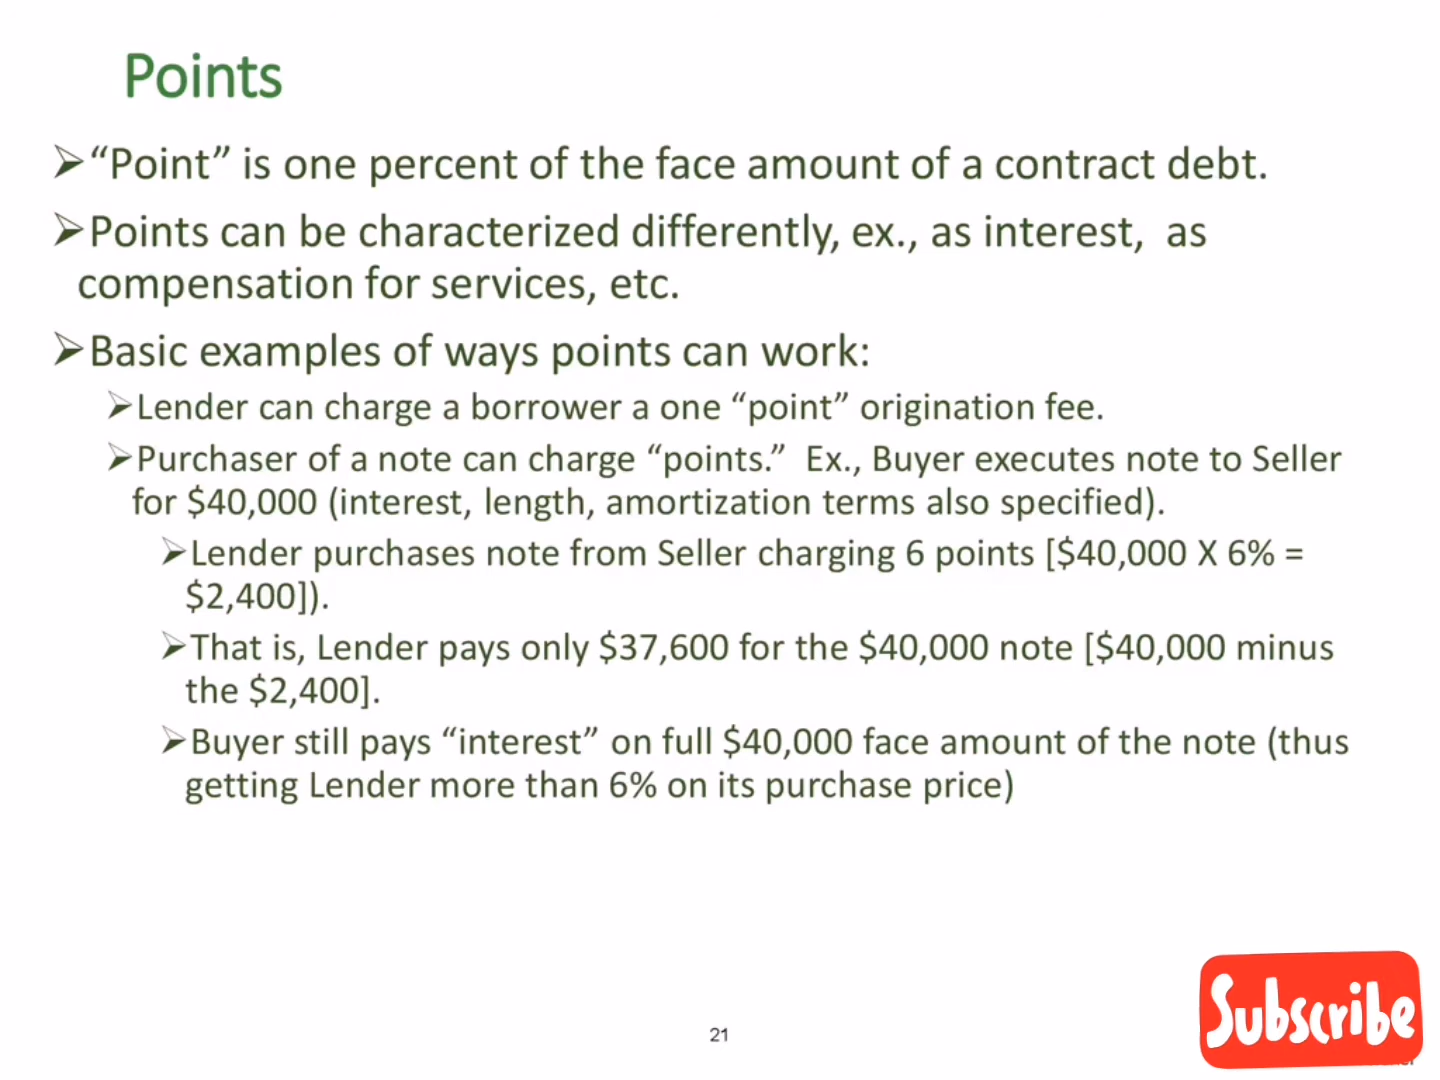 Points
➢“Point” is one percent of the face amount of a contract debt.
➢Points can be characterized differently, ex., as interest,  as
compensation for services, etc.
➢Basic examples of ways points can work:
➢Lender can charge a borrower a one “point” origination fee.
➢Purchaser of a note can charge “points.”  Ex., Buyer executes note to Seller
for $40,000 (interest, length, amortization terms also specified).
➢Lender purchases note from Seller charging 6 points [$40,000 X 6% =
$2,400]).
➢That is, Lender pays only $37,600 for the $40,000 note [$40,000 minus
the $2,400].
➢Buyer still pays “interest” on full $40,000 face amount of the note (thus
getting Lender more than 6% on its purchase price)
Subscribe
21